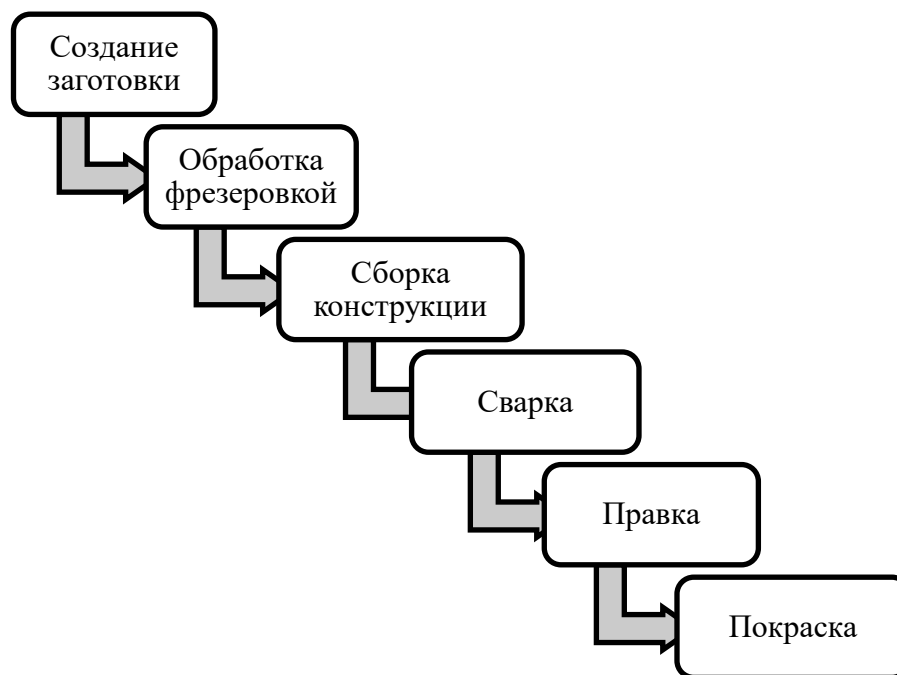 Создание
заготовки
Обработка
фрезеровкой
Сборка
конструкции
Сварка
Правка
Покраска